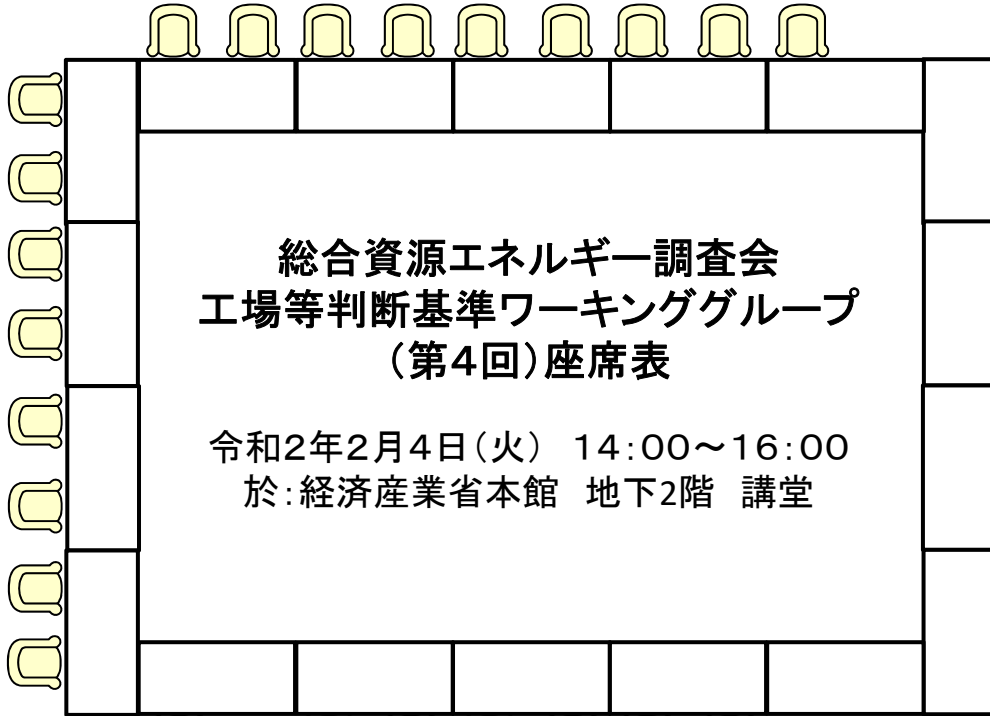 総合資源エネルギー調査会
工場等判断基準ワーキンググループ
（第４回）座席表
令和２年２月４日（火）　１４：００～１６：００
於：経済産業省本館　地下2階　講堂